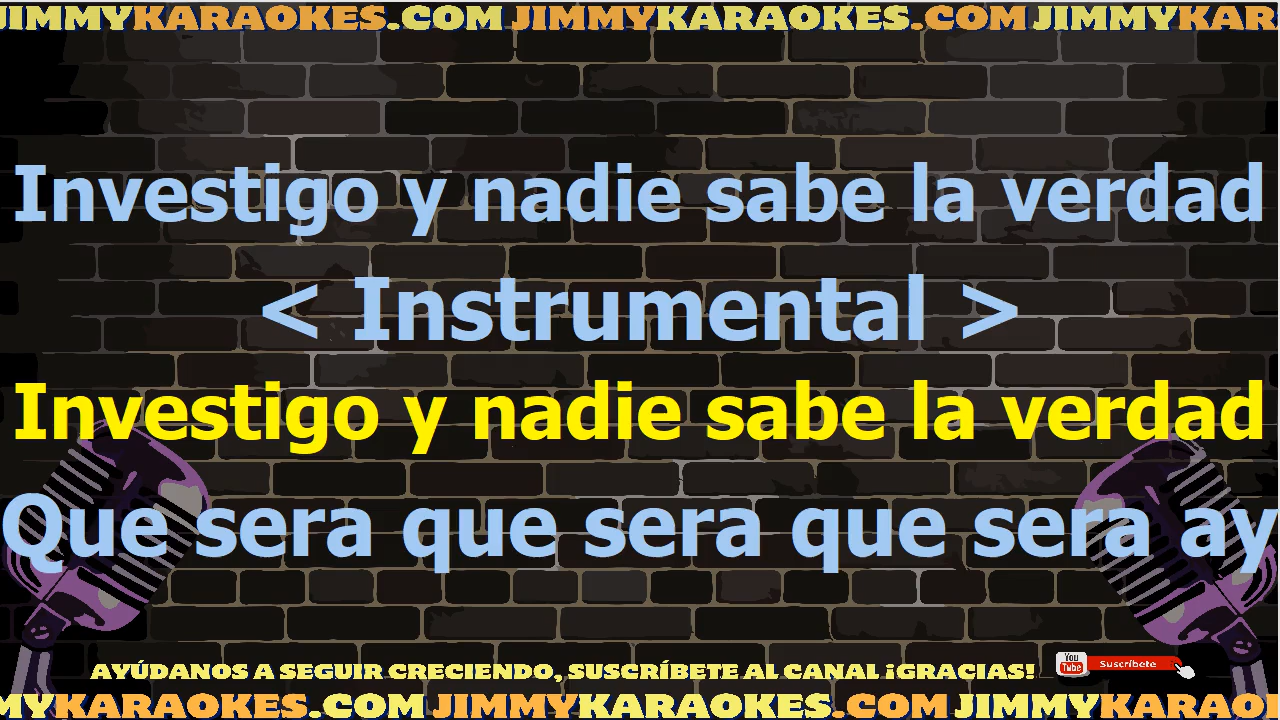 JIMMYKARAOKES.COM JIMMYKARAOKES.COM JIMMYKAR
Investigo y nadie sabe la verdad
< Instrumental >
Investigo y nadie sabe la verdad
Que sera que sera que sera ay
AYÚDANOS A SEGUIR CRECIENDO, SUSCRÍBETE AL CANAL ¡GRACIAS!
You Tube Suscríbete
MYKARAOKES.COM JIMMYKARAOKES.COM JIMMYKARAO